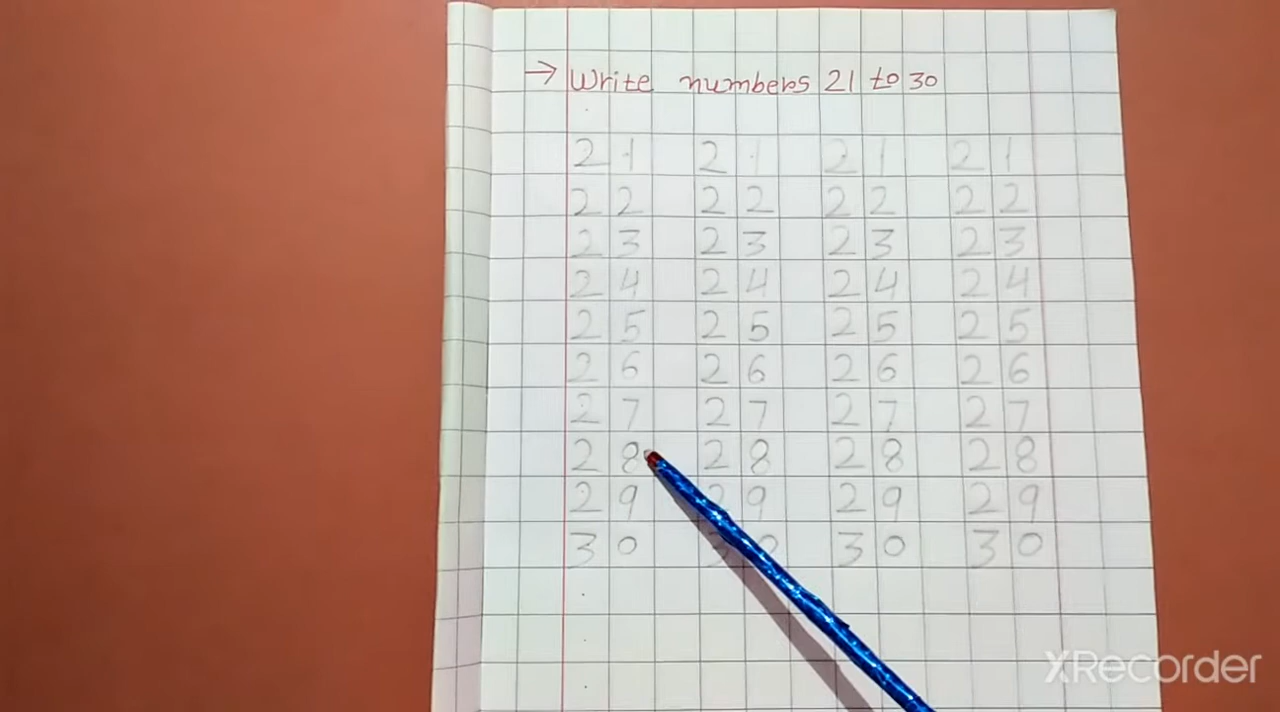 → Write numbers 21 to 30
21 21 21 21
22 22 22 22
23 23 23 23
24 24 24 24
25 25 25 25
26 26 26 26
27 27 27 27
28 28 28 28
29 29 29 29
30 30 30 30
XRecorder